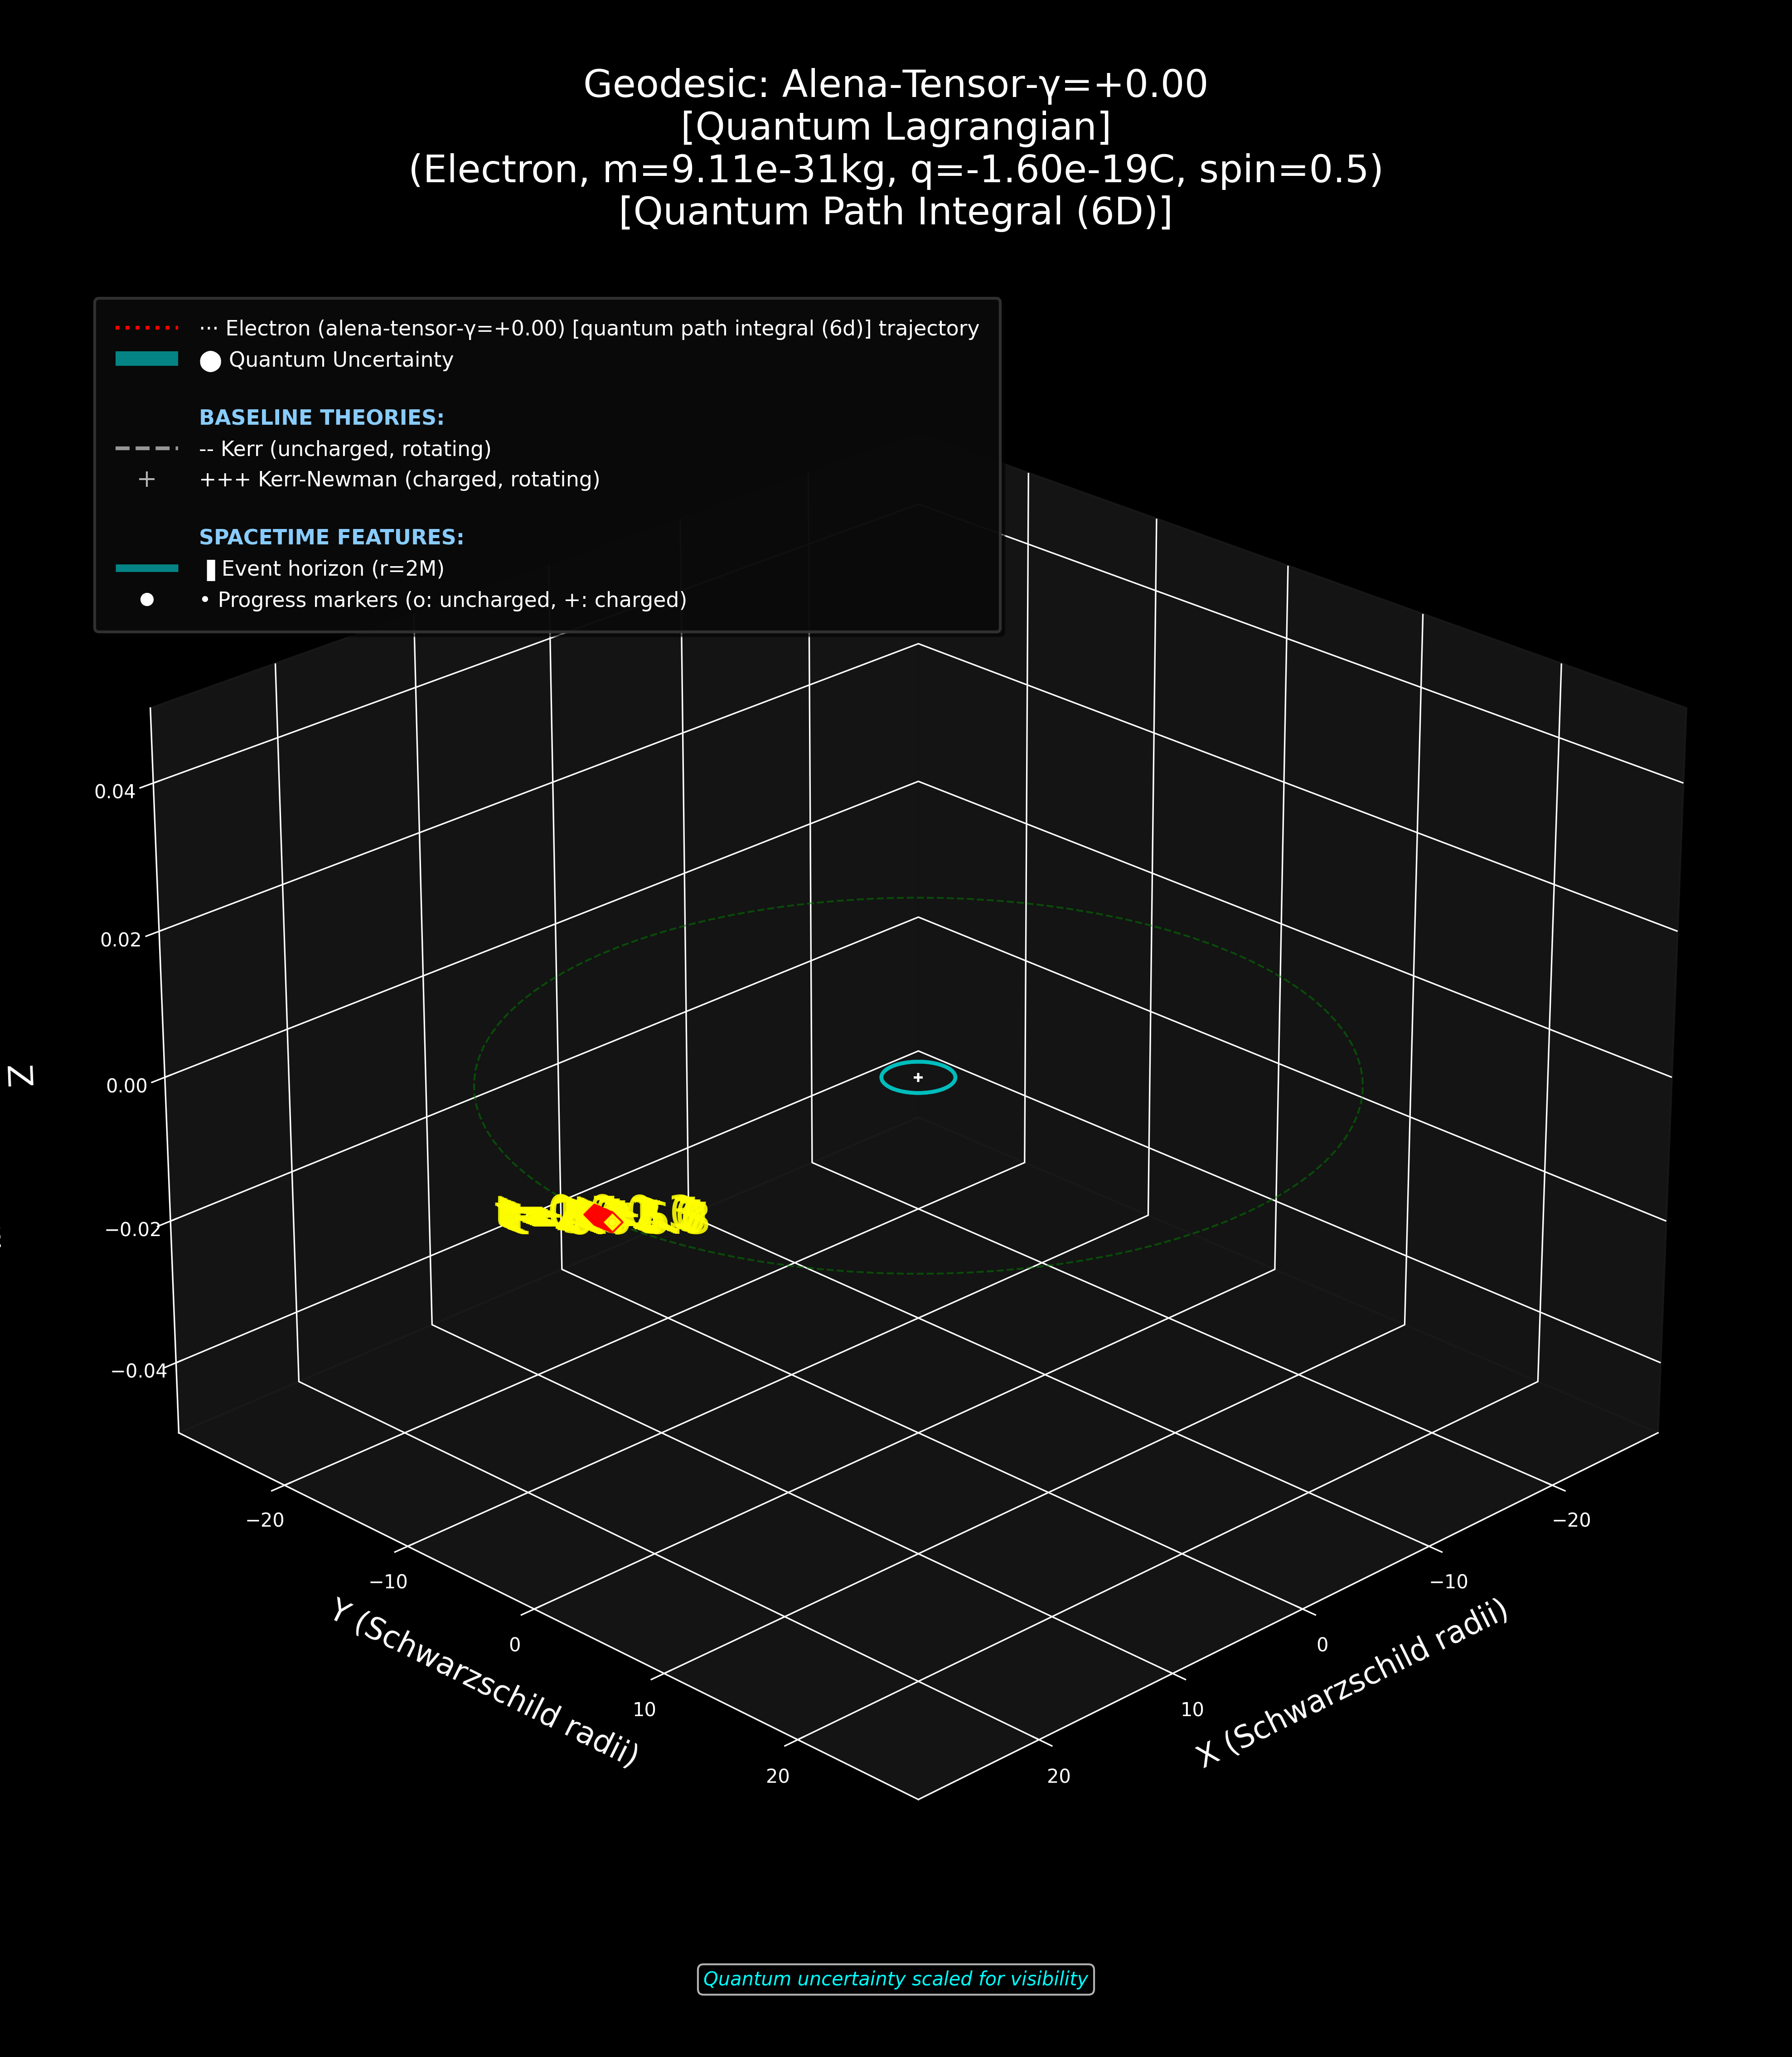 Geodesic: Alena-Tensor-γ=+0.00
[Quantum Lagrangian]
(Electron, m=9.11e-31kg, q=-1.60e-19C, spin=0.5)
[Quantum Path Integral (6D)]
··· Electron (alena-tensor-γ=+0.00) [quantum path integral (6d)] trajectory
● Quantum Uncertainty
BASELINE THEORIES:
-- Kerr (uncharged, rotating)
+++ Kerr-Newman (charged, rotating)
SPACETIME FEATURES:
▮ Event horizon (r=2M)
• Progress markers (o: uncharged, +: charged)
0.04
0.02
0.00
−0.02
−0.04
Z
−20
−10
0
10
20
Y (Schwarzschild radii)
−20
−10
0
10
20
X (Schwarzschild radii)
Quantum uncertainty scaled for visibility